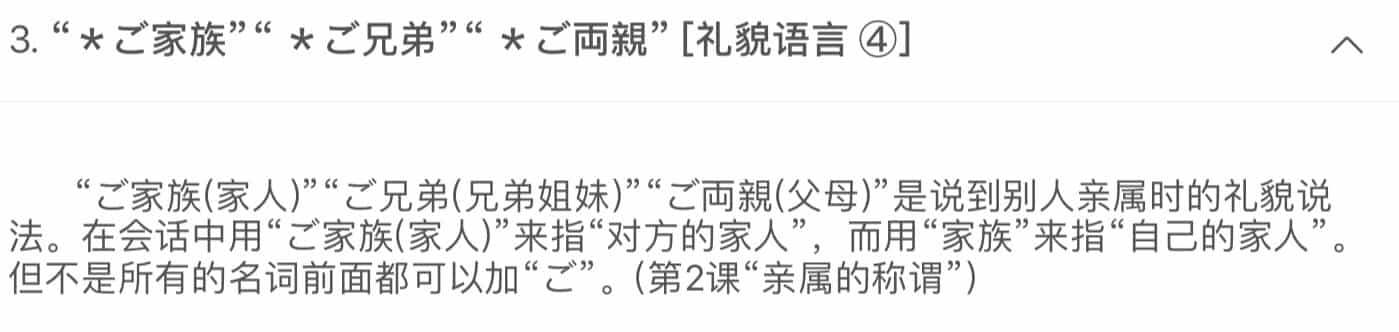 3. “＊ご家族”“ ＊ご兄弟”“ ＊ご両親” [礼貌语言 ④]
“ご家族(家人)”“ご兄弟(兄弟姐妹)”“ご両親(父母)”是说到别人亲属时的礼貌说
法。在会话中用“ご家族(家人)”来指“对方的家人”，而用“家族”来指“自己的家人”。
但不是所有的名词前面都可以加“ご”。(第2课“亲属的称谓”)